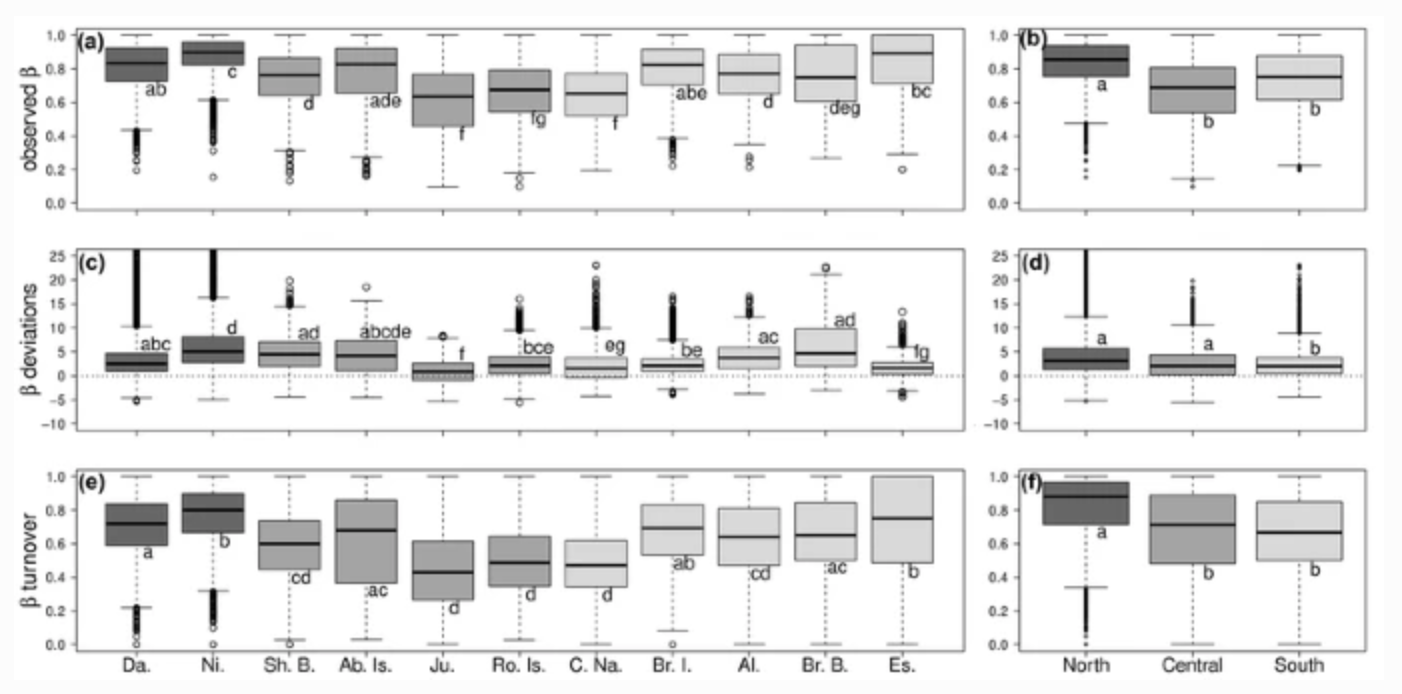 (a)
(b)
observed β
1.0
0.8
0.6
0.4
0.2
0.0
ab
c
d
ade
f
fg
f
abe
d
deg
bc
1.0
0.8
0.6
0.4
0.2
0.0
a
b
b
(c)
(d)
β deviations
25
20
15
10
5
0
−5
−10
abc
d
ad
abcde
f
bce
eg
be
ac
ad
fg
25
20
15
10
5
0
−5
−10
a
a
b
(e)
(f)
β turnover
1.0
0.8
0.6
0.4
0.2
0.0
a
b
cd
ac
d
d
d
ab
cd
ac
b
1.0
0.8
0.6
0.4
0.2
0.0
a
b
b
Da. Ni. Sh. B. Ab. Is. Ju. Ro. Is. C. Na. Br. I. Al. Br. B. Es.
North Central South